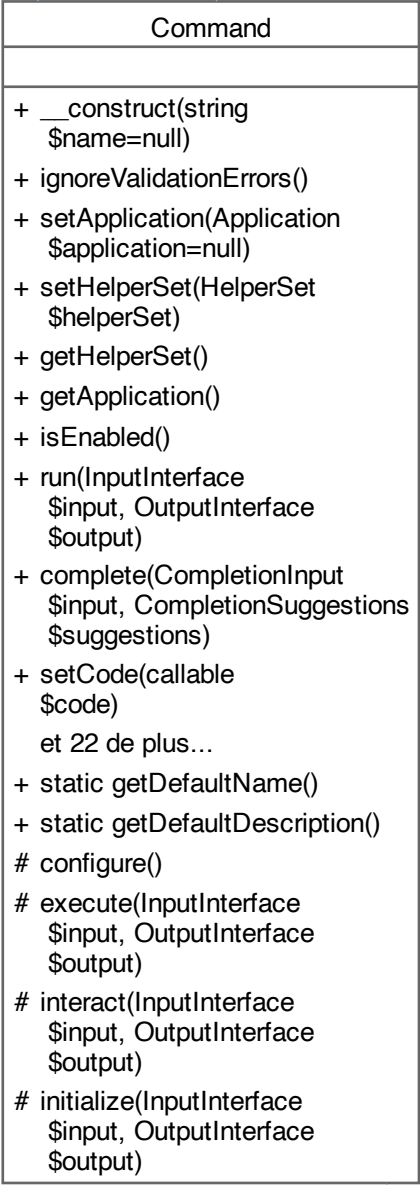 Command
+ __construct(string
$name=null)
+ ignoreValidationErrors()
+ setApplication(Application
$application=null)
+ setHelperSet(HelperSet
$helperSet)
+ getHelperSet()
+ getApplication()
+ isEnabled()
+ run(InputInterface
$input, OutputInterface
$output)
+ complete(CompletionInput
$input, CompletionSuggestions
$suggestions)
+ setCode(callable
$code)
et 22 de plus...
+ static getDefaultName()
+ static getDefaultDescription()
# configure()
# execute(InputInterface
$input, OutputInterface
$output)
# interact(InputInterface
$input, OutputInterface
$output)
# initialize(InputInterface
$input, OutputInterface
$output)